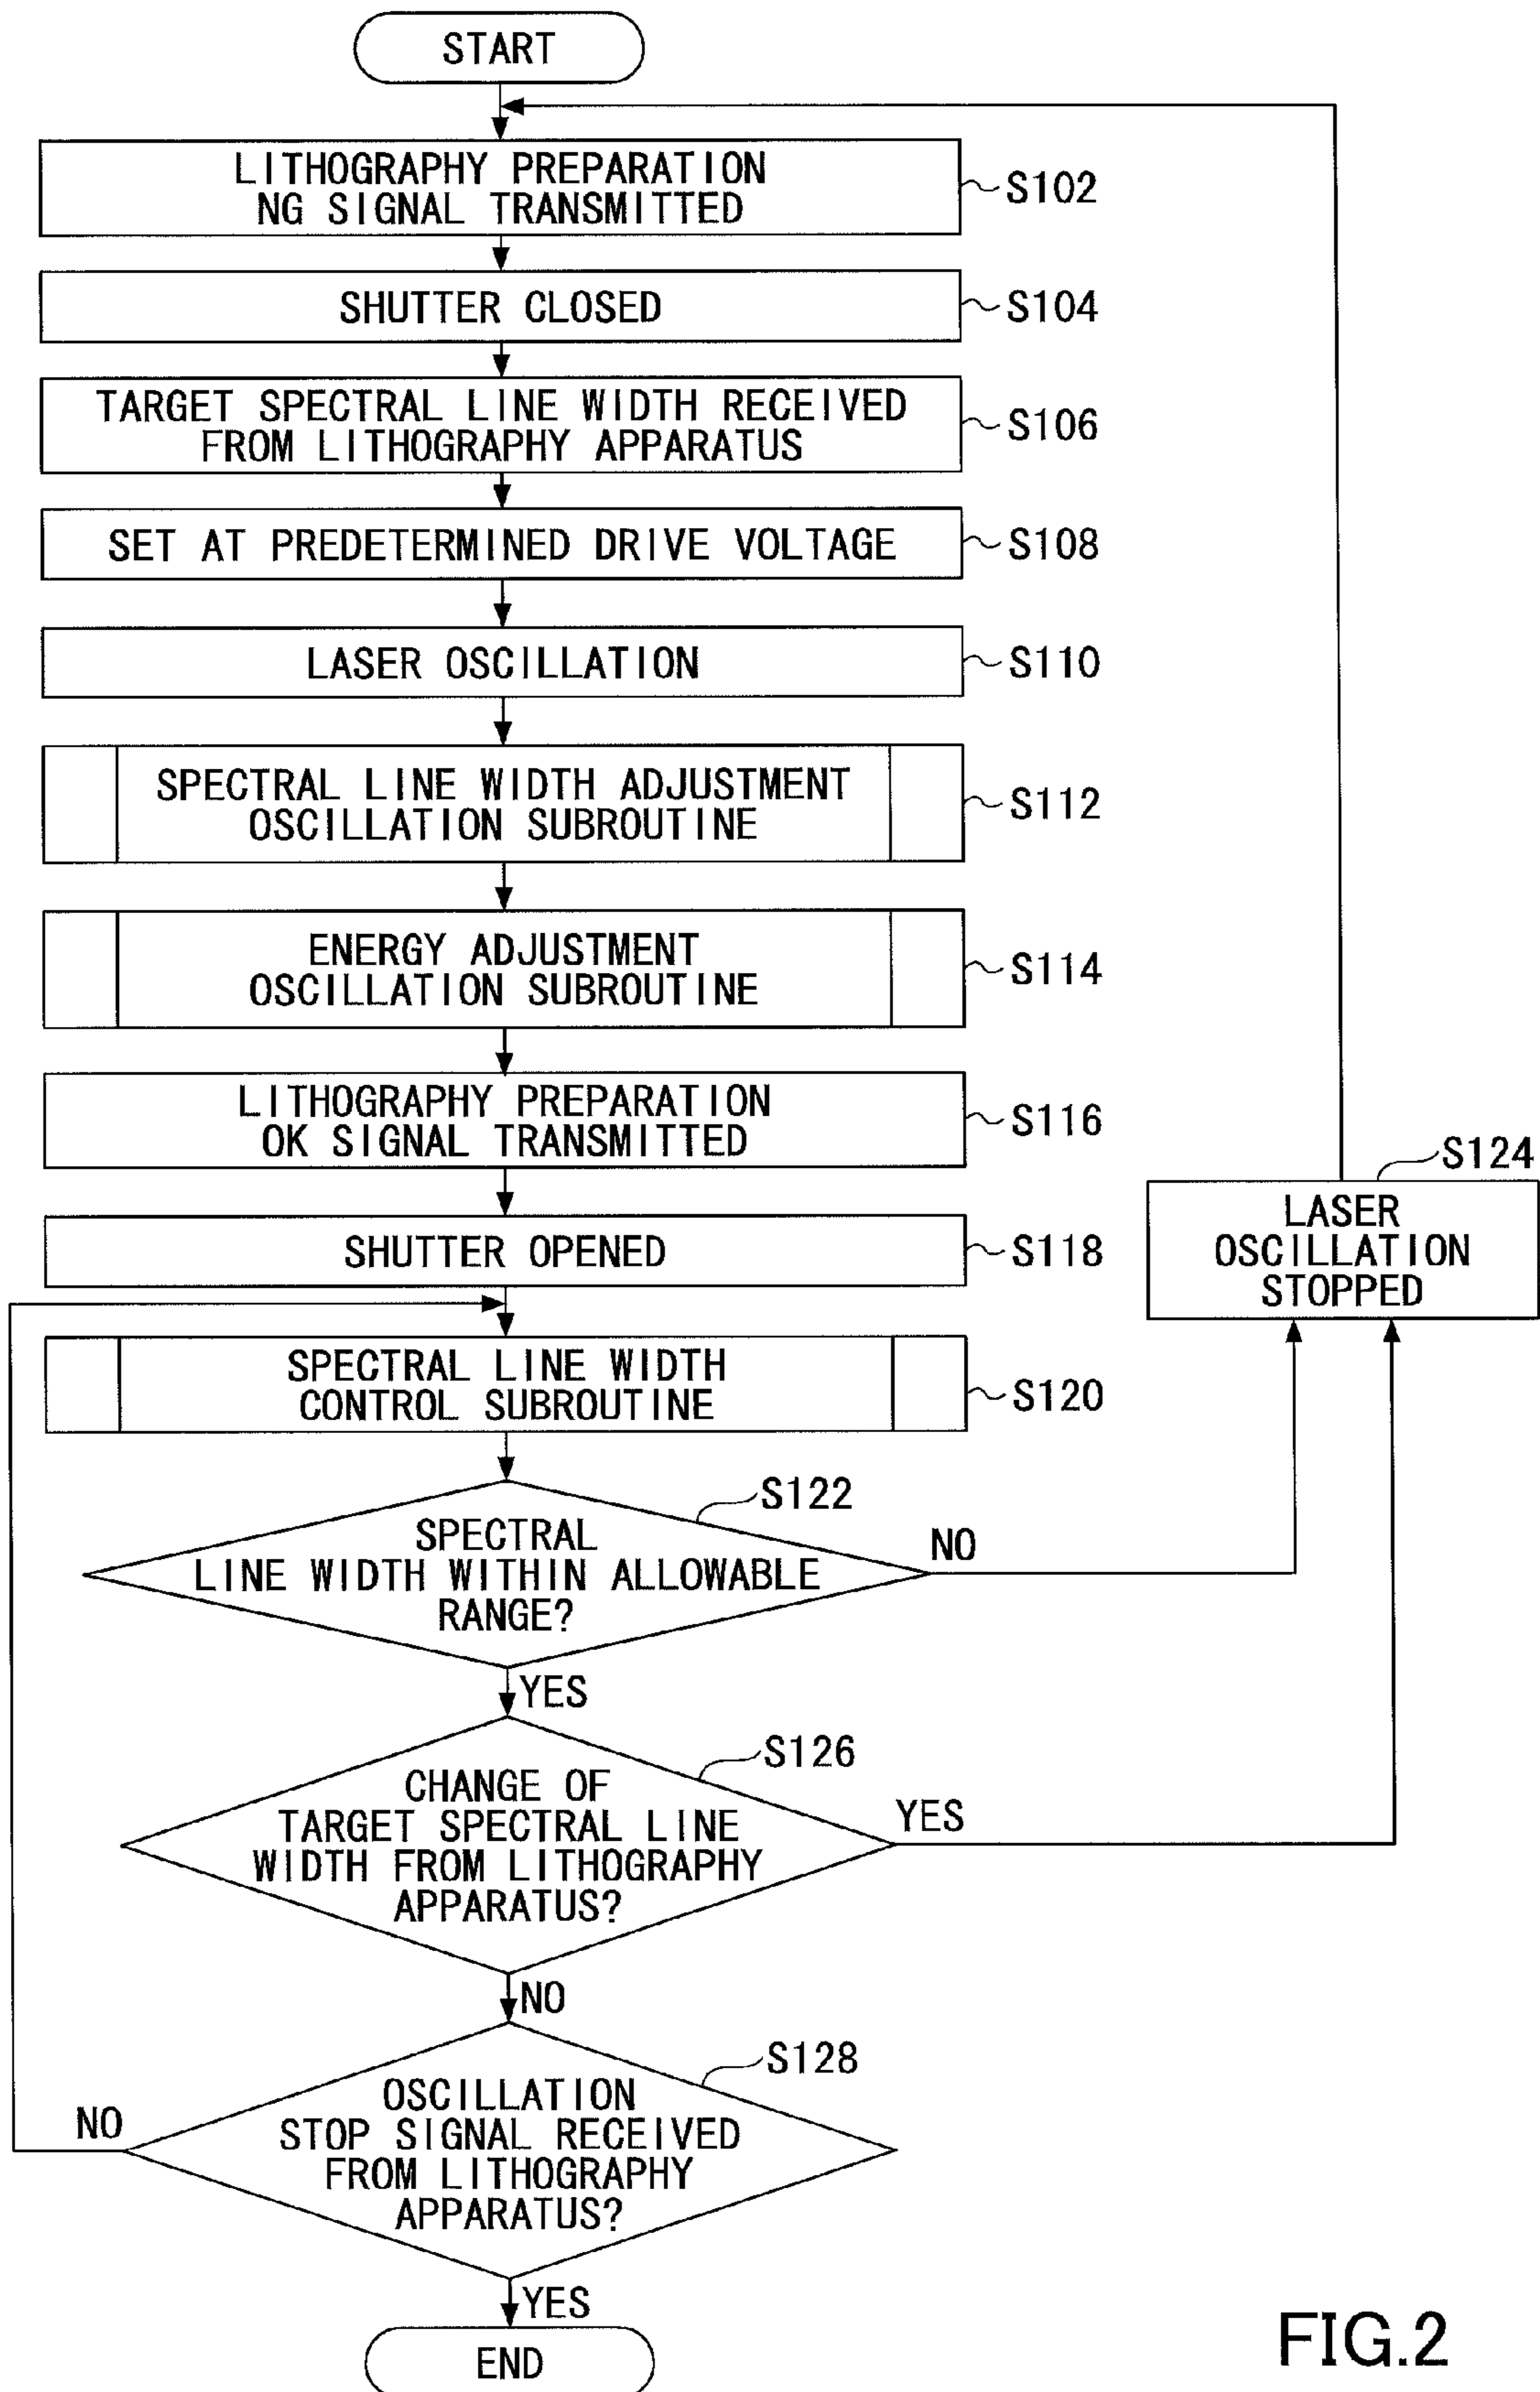 START
LITHOGRAPHY PREPARATION
NG SIGNAL TRANSMITTED
S102
SHUTTER CLOSED
S104
TARGET SPECTRAL LINE WIDTH RECEIVED
FROM LITHOGRAPHY APPARATUS
S106
SET AT PREDETERMINED DRIVE VOLTAGE
S108
LASER OSCILLATION
S110
SPECTRAL LINE WIDTH ADJUSTMENT
OSCILLATION SUBROUTINE
S112
ENERGY ADJUSTMENT
OSCILLATION SUBROUTINE
S114
LITHOGRAPHY PREPARATION
OK SIGNAL TRANSMITTED
S116
S124
LASER
OSCILLATION
STOPPED
SHUTTER OPENED
S118
SPECTRAL LINE WIDTH
CONTROL SUBROUTINE
S120
S122
SPECTRAL
LINE WIDTH WITHIN ALLOWABLE
RANGE?
NO
YES
S126
CHANGE OF
TARGET SPECTRAL LINE
WIDTH FROM LITHOGRAPHY
APPARATUS?
YES
NO
S128
OSCILLATION
STOP SIGNAL RECEIVED
FROM LITHOGRAPHY
APPARATUS?
NO
YES
END
FIG.2